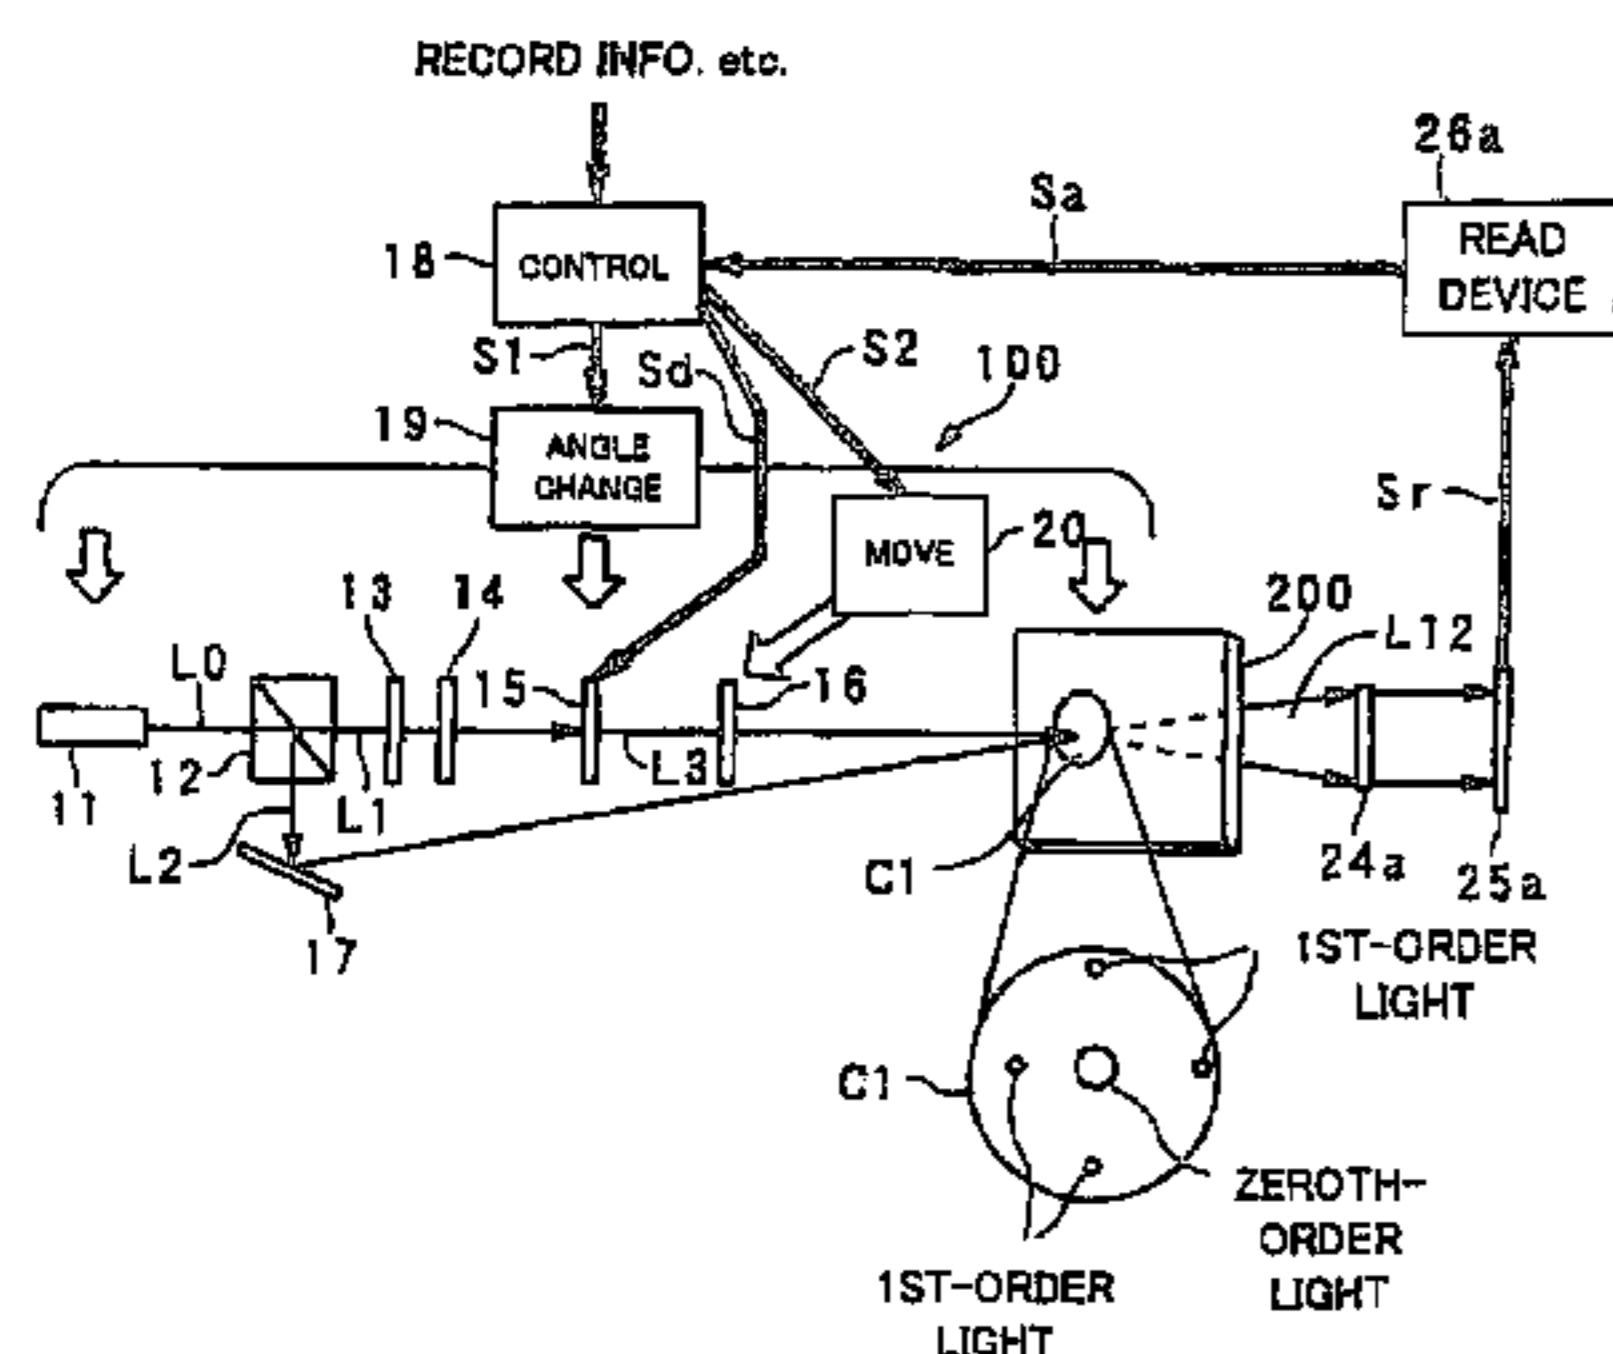 RECORD INFO. etc.
26a
Sa
READ
DEVICE
18
CONTROL
S1
Sd
S2
100
19
ANGLE
CHANGE
Sr
MOVE
20
13
14
200
L12
L0
15
16
12
L1
L3
11
L2
C1
24a
25a
17
1ST-ORDER
LIGHT
C1
ZEROTH-
ORDER
LIGHT
1ST-ORDER
LIGHT